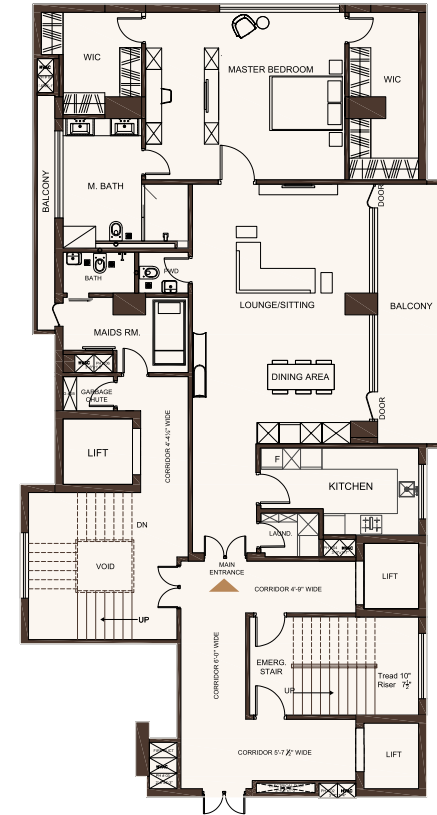 MASTER BEDROOM
WIC
WIC
M. BATH
BALCONY
DOOR
BATH
PWD
LOUNGE/SITTING
BALCONY
MAIDS RM.
DINING AREA
GARBAGE
CHUTE
DOOR
CORRIDOR 4'-4½" WIDE
LIFT
F
KITCHEN
DN
LAUND.
VOID
MAIN
ENTRANCE
LIFT
CORRIDOR 4'-9" WIDE
UP
CORRIDOR 6'-0" WIDE
EMERG.
STAIR
Tread 10"
Riser 7½"
UP
CORRIDOR 5'-7½" WIDE
LIFT